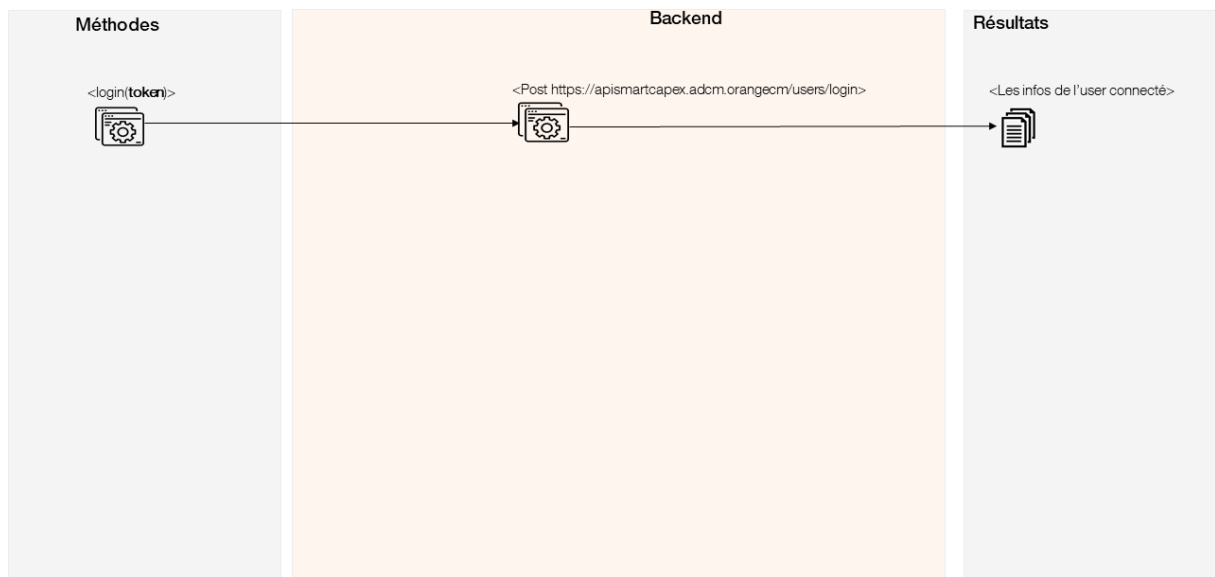 Méthodes
Backend
Résultats
<login(token)>
<Post https://apismartcapex.adcm.orangecm/users/login>
<Les infos de l'user connecté>